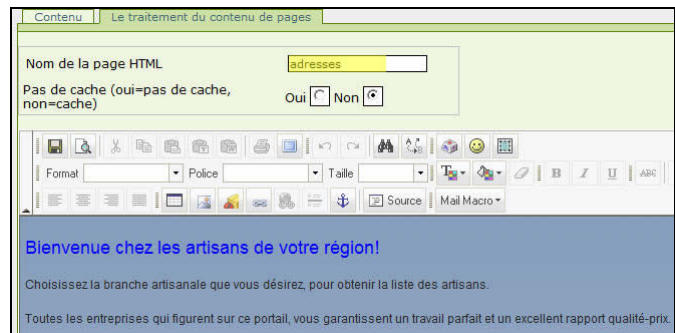 Contenu Le traitement du contenu de pages
Nom de la page HTML adresses
Pas de cache (oui=pas de cache,
non=cache) Oui Non
Format Police Taille B I U ABC
Source Mail Macro
Bienvenue chez les artisans de votre région!
Choisissez la branche artisanale que vous désirez, pour obtenir la liste des artisans.
Toutes les entreprises qui figurent sur ce portail, vous garantissent un travail parfait et un excellent rapport qualité-prix.